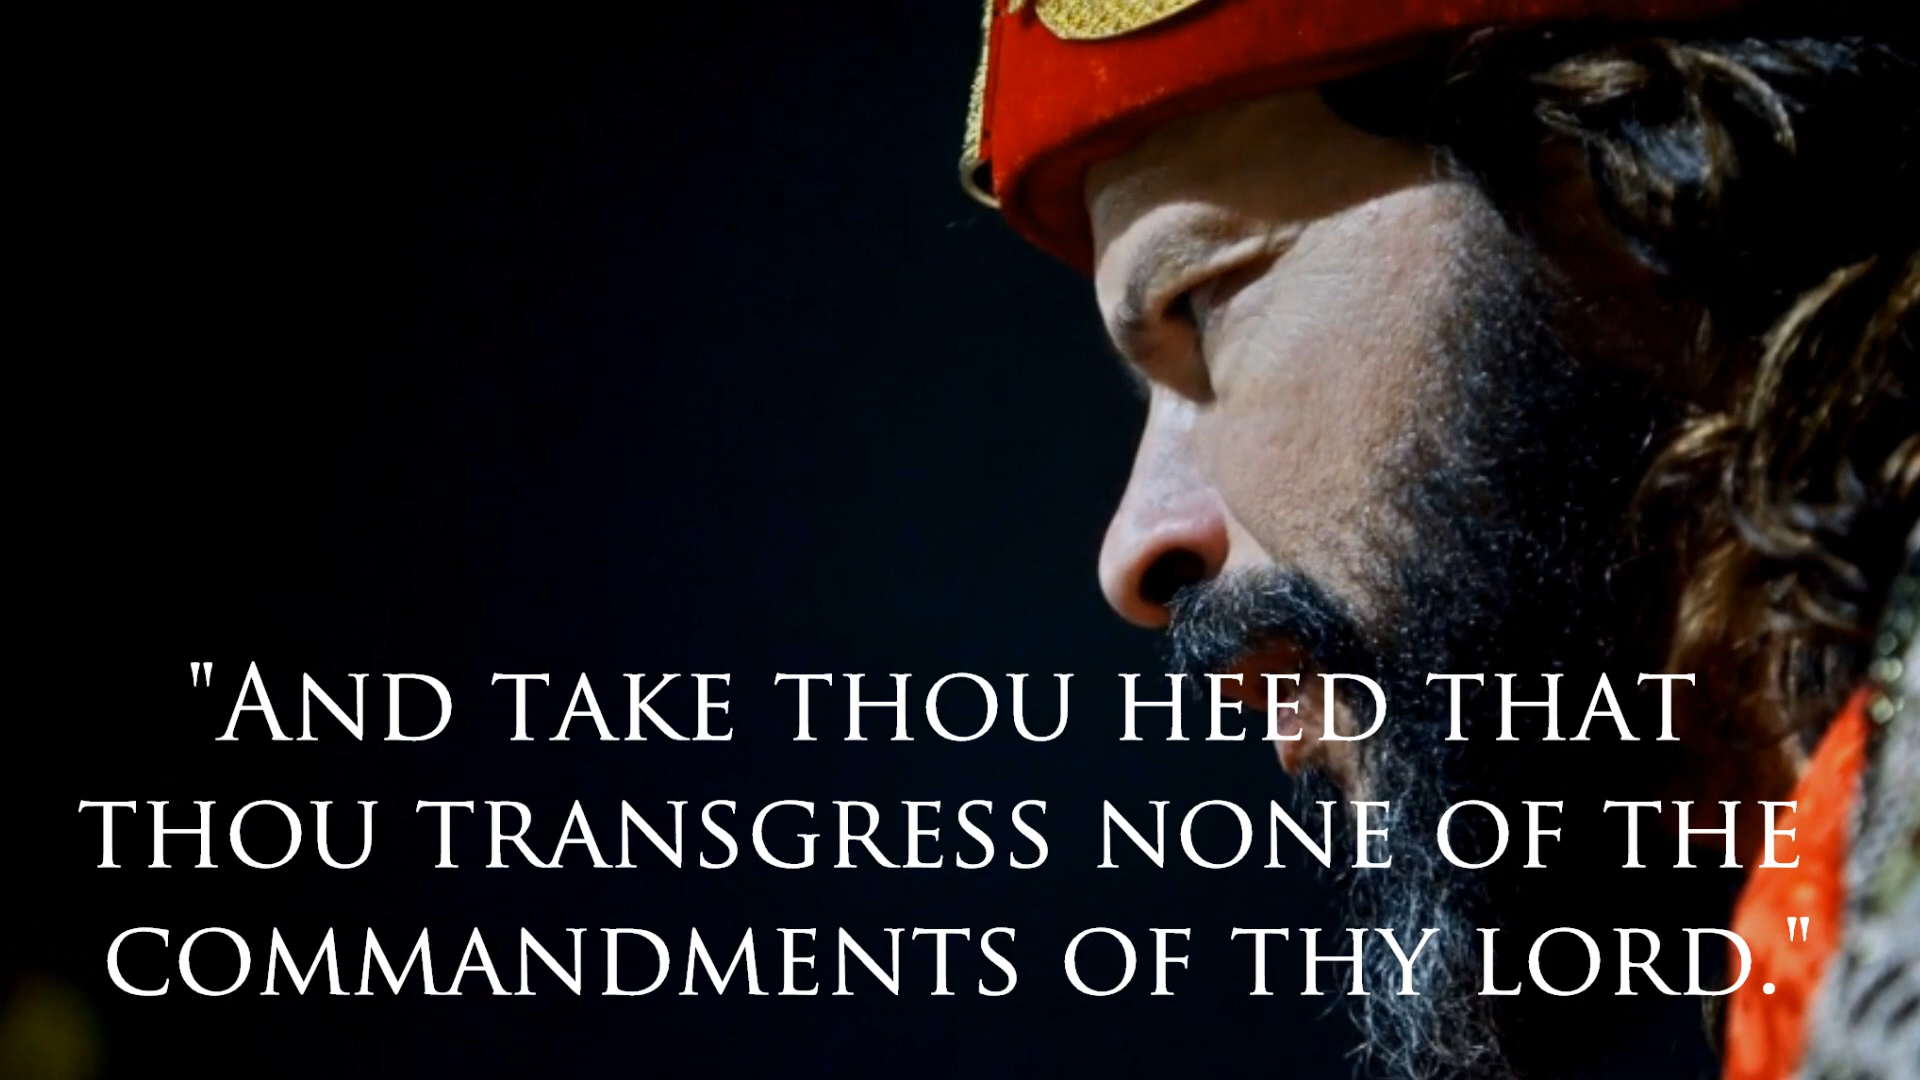 "And take thou heed that
thou transgress none of the
commandments of thy Lord."